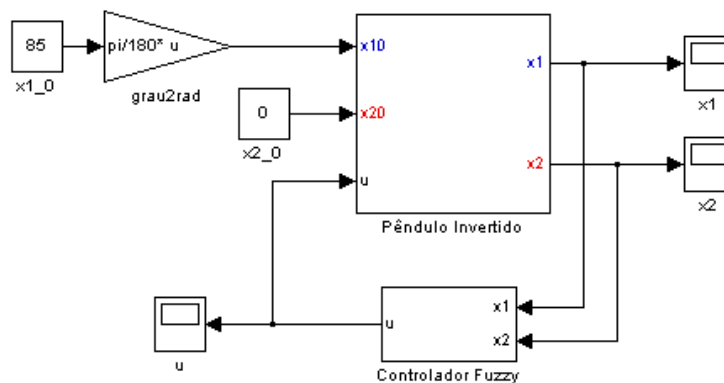 85
x1_0
pi/180* u
grau2rad
0
x2_0
x10
x20
u
x1
x2
Pêndulo Invertido
x1
x2
u
x1
x2
Controlador Fuzzy
u